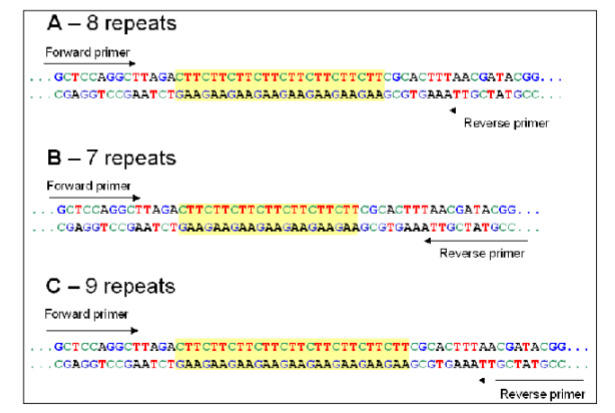 A – 8 repeats
Forward primer
...GCTCCAGGCTTAGACTTCTTCTTCTTCTTCTTCTTCTTCGCACTTTAACGATACGG...
...CGAGGTCCGAATCTGAAGAAGAAGAAGAAGAAGAAGAAGCGTGAAATTGCTATGCC...
Reverse primer
B – 7 repeats
Forward primer
...GCTCCAGGCTTAGACTTCTTCTTCTTCTTCTTCTTCGCACTTTAACGATACGG...
...CGAGGTCCGAATCTGAAGAAGAAGAAGAAGAAGAAGCGTGAAATTGCTATGCC...
Reverse primer
C – 9 repeats
Forward primer
...GCTCCAGGCTTAGACTTCTTCTTCTTCTTCTTCTTCTTCTTCGCACTTTAACGATACGG...
...CGAGGTCCGAATCTGAAGAAGAAGAAGAAGAAGAAGAAGAAGCGTGAAATTGCTATGCC...
Reverse primer